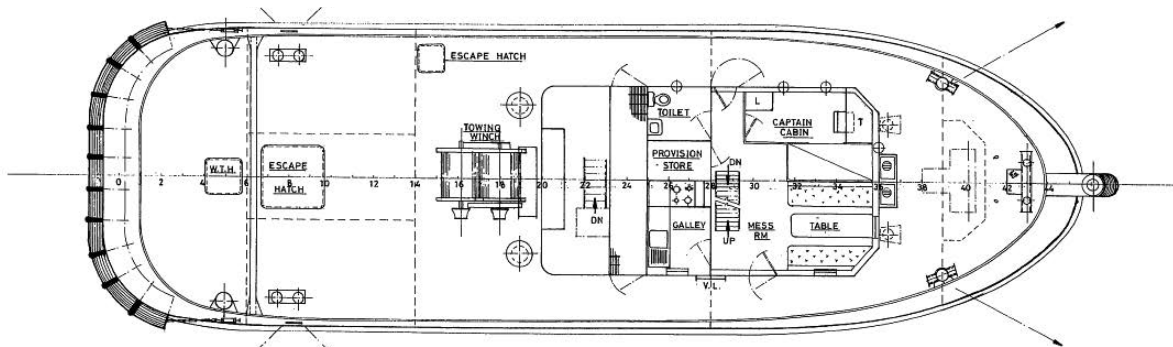 ESCAPE HATCH
TOILET
L
CAPTAIN
CABIN
T
TOWING
WINCH
PROVISION
- STORE
DN
W.T.H.
ESCAPE
HATCH
0 2 4 6 8 10 12 14 16 18 20 22 24 26 28 30 32 34 36 38 40 42 44
DN
GALLEY
UP
MESS
RM
TABLE
V.L.